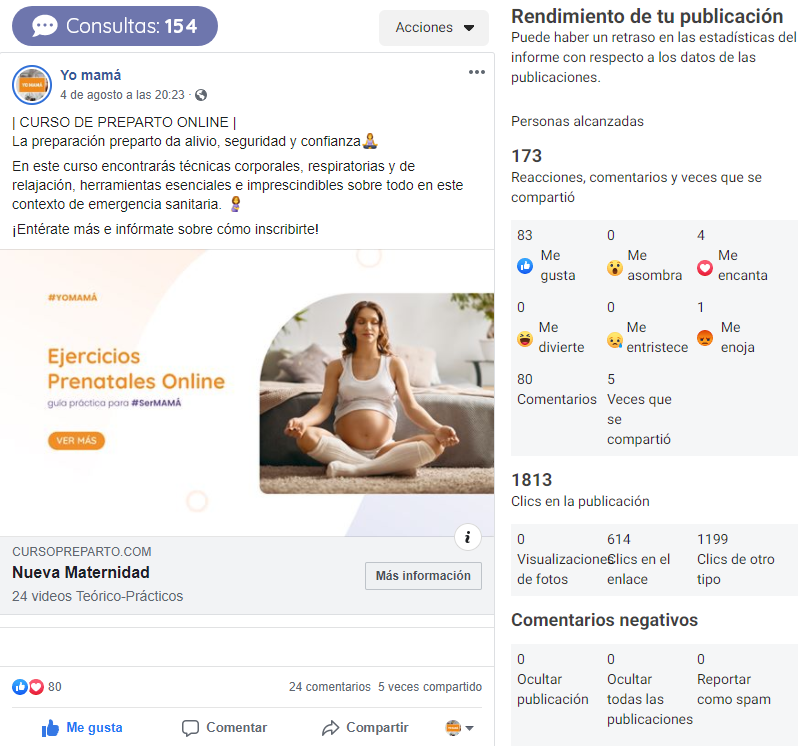 Consultas: 154
Acciones
Yo mamá
4 de agosto a las 20:23 ·
| CURSO DE PREPARTO ONLINE |
La preparación preparto da alivio, seguridad y confianza
En este curso encontrarás técnicas corporales, respiratorias y de
relajación, herramientas esenciales e imprescindibles sobre todo en este
contexto de emergencia sanitaria.
¡Entérate más e infórmate sobre cómo inscribirte!
#YOMAMÁ
Ejercicios
Prenatales Online
guía práctica para #SerMAMÁ
VER MÁS
CURSOPREPARTO.COM
Nueva Maternidad
24 videos Teórico-Prácticos
Más información
80
24 comentarios 5 veces compartido
Me gusta
Comentar
Compartir
Rendimiento de tu publicación
Puede haber un retraso en las estadísticas del
informe con respecto a los datos de las
publicaciones.
Personas alcanzadas
173
Reacciones, comentarios y veces que se
compartió
83
Me
gusta
0
Me
asombra
4
Me
encanta
0
Me
divierte
0
Me
entristece
1
Me
enoja
80
Comentarios
5
Veces que
se
compartió
1813
Clics en la publicación
0
Visualizaciones
de fotos
614
Clics en el
enlace
1199
Clics de otro
tipo
Comentarios negativos
0
Ocultar
publicación
0
Ocultar
todas las
publicaciones
0
Reportar
como spam